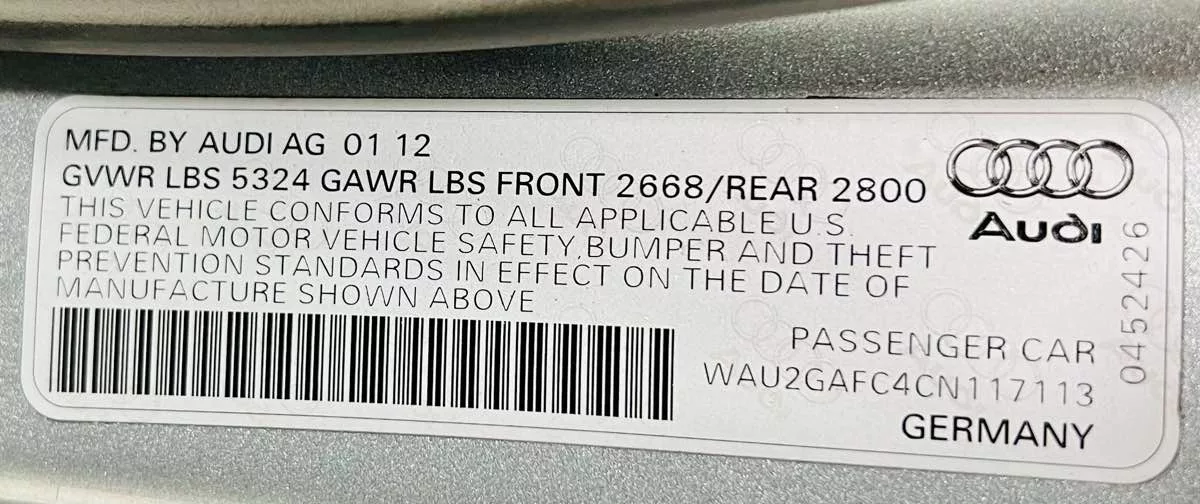 MFD. BY AUDI AG 01 12
GVWR LBS 5324 GAWR LBS FRONT 2668/REAR 2800
THIS VEHICLE CONFORMS TO ALL APPLICABLE U.S.
FEDERAL MOTOR VEHICLE SAFETY,BUMPER AND THEFT
PREVENTION STANDARDS IN EFFECT ON THE DATE OF
MANUFACTURE SHOWN ABOVE
Audi
0452426
PASSENGER CAR
WAU2GAFC4CN117113
GERMANY